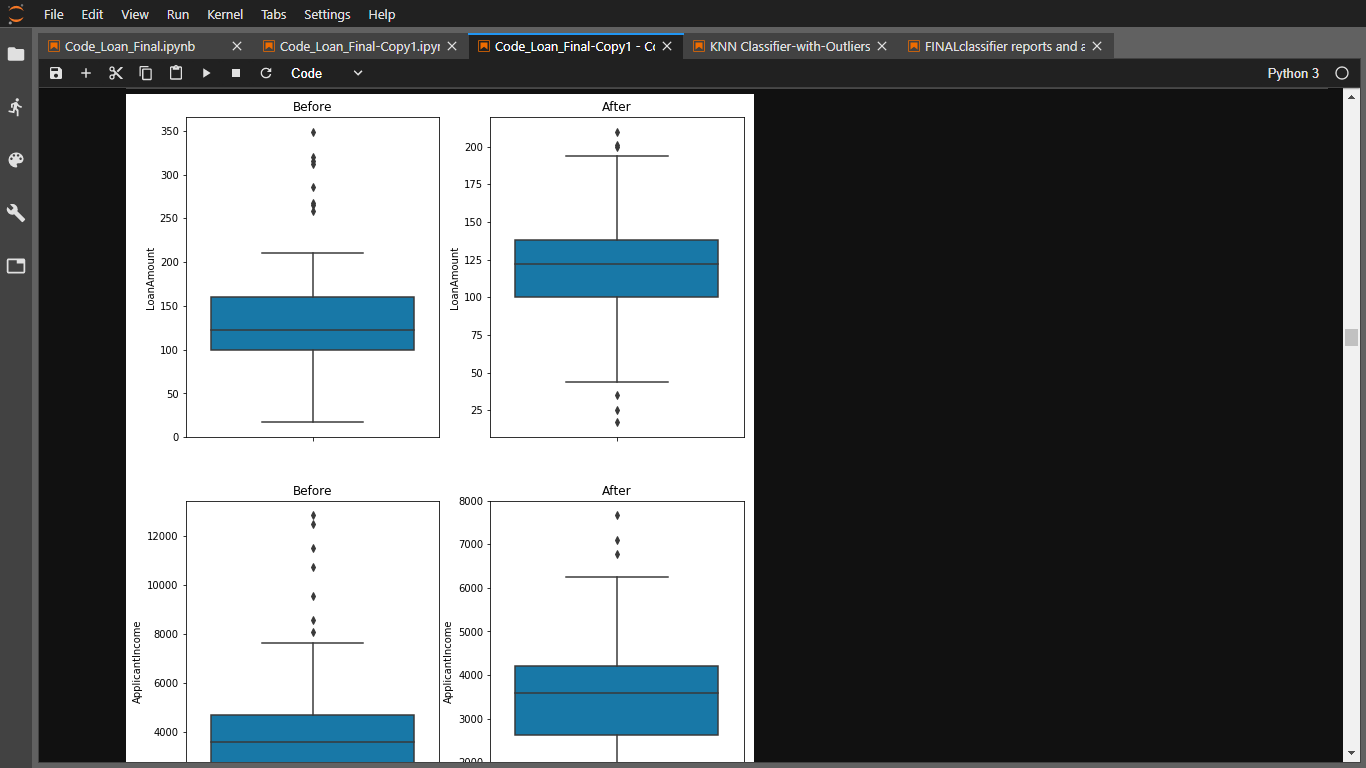 File Edit View Run Kernel Tabs Settings Help
Code_Loan_Final.ipynb Code_Loan_Final-Copy1.ipyn Code_Loan_Final-Copy1 - Co KNN Classifier-with-Outliers FINALclassifier reports and a
Code Python 3
Before
350
300
250
200
150
100
50
0
LoanAmount
After
200
175
150
125
100
75
50
25
LoanAmount
Before
12000
10000
8000
6000
4000
ApplicantIncome
After
8000
7000
6000
5000
4000
3000
2000
ApplicantIncome